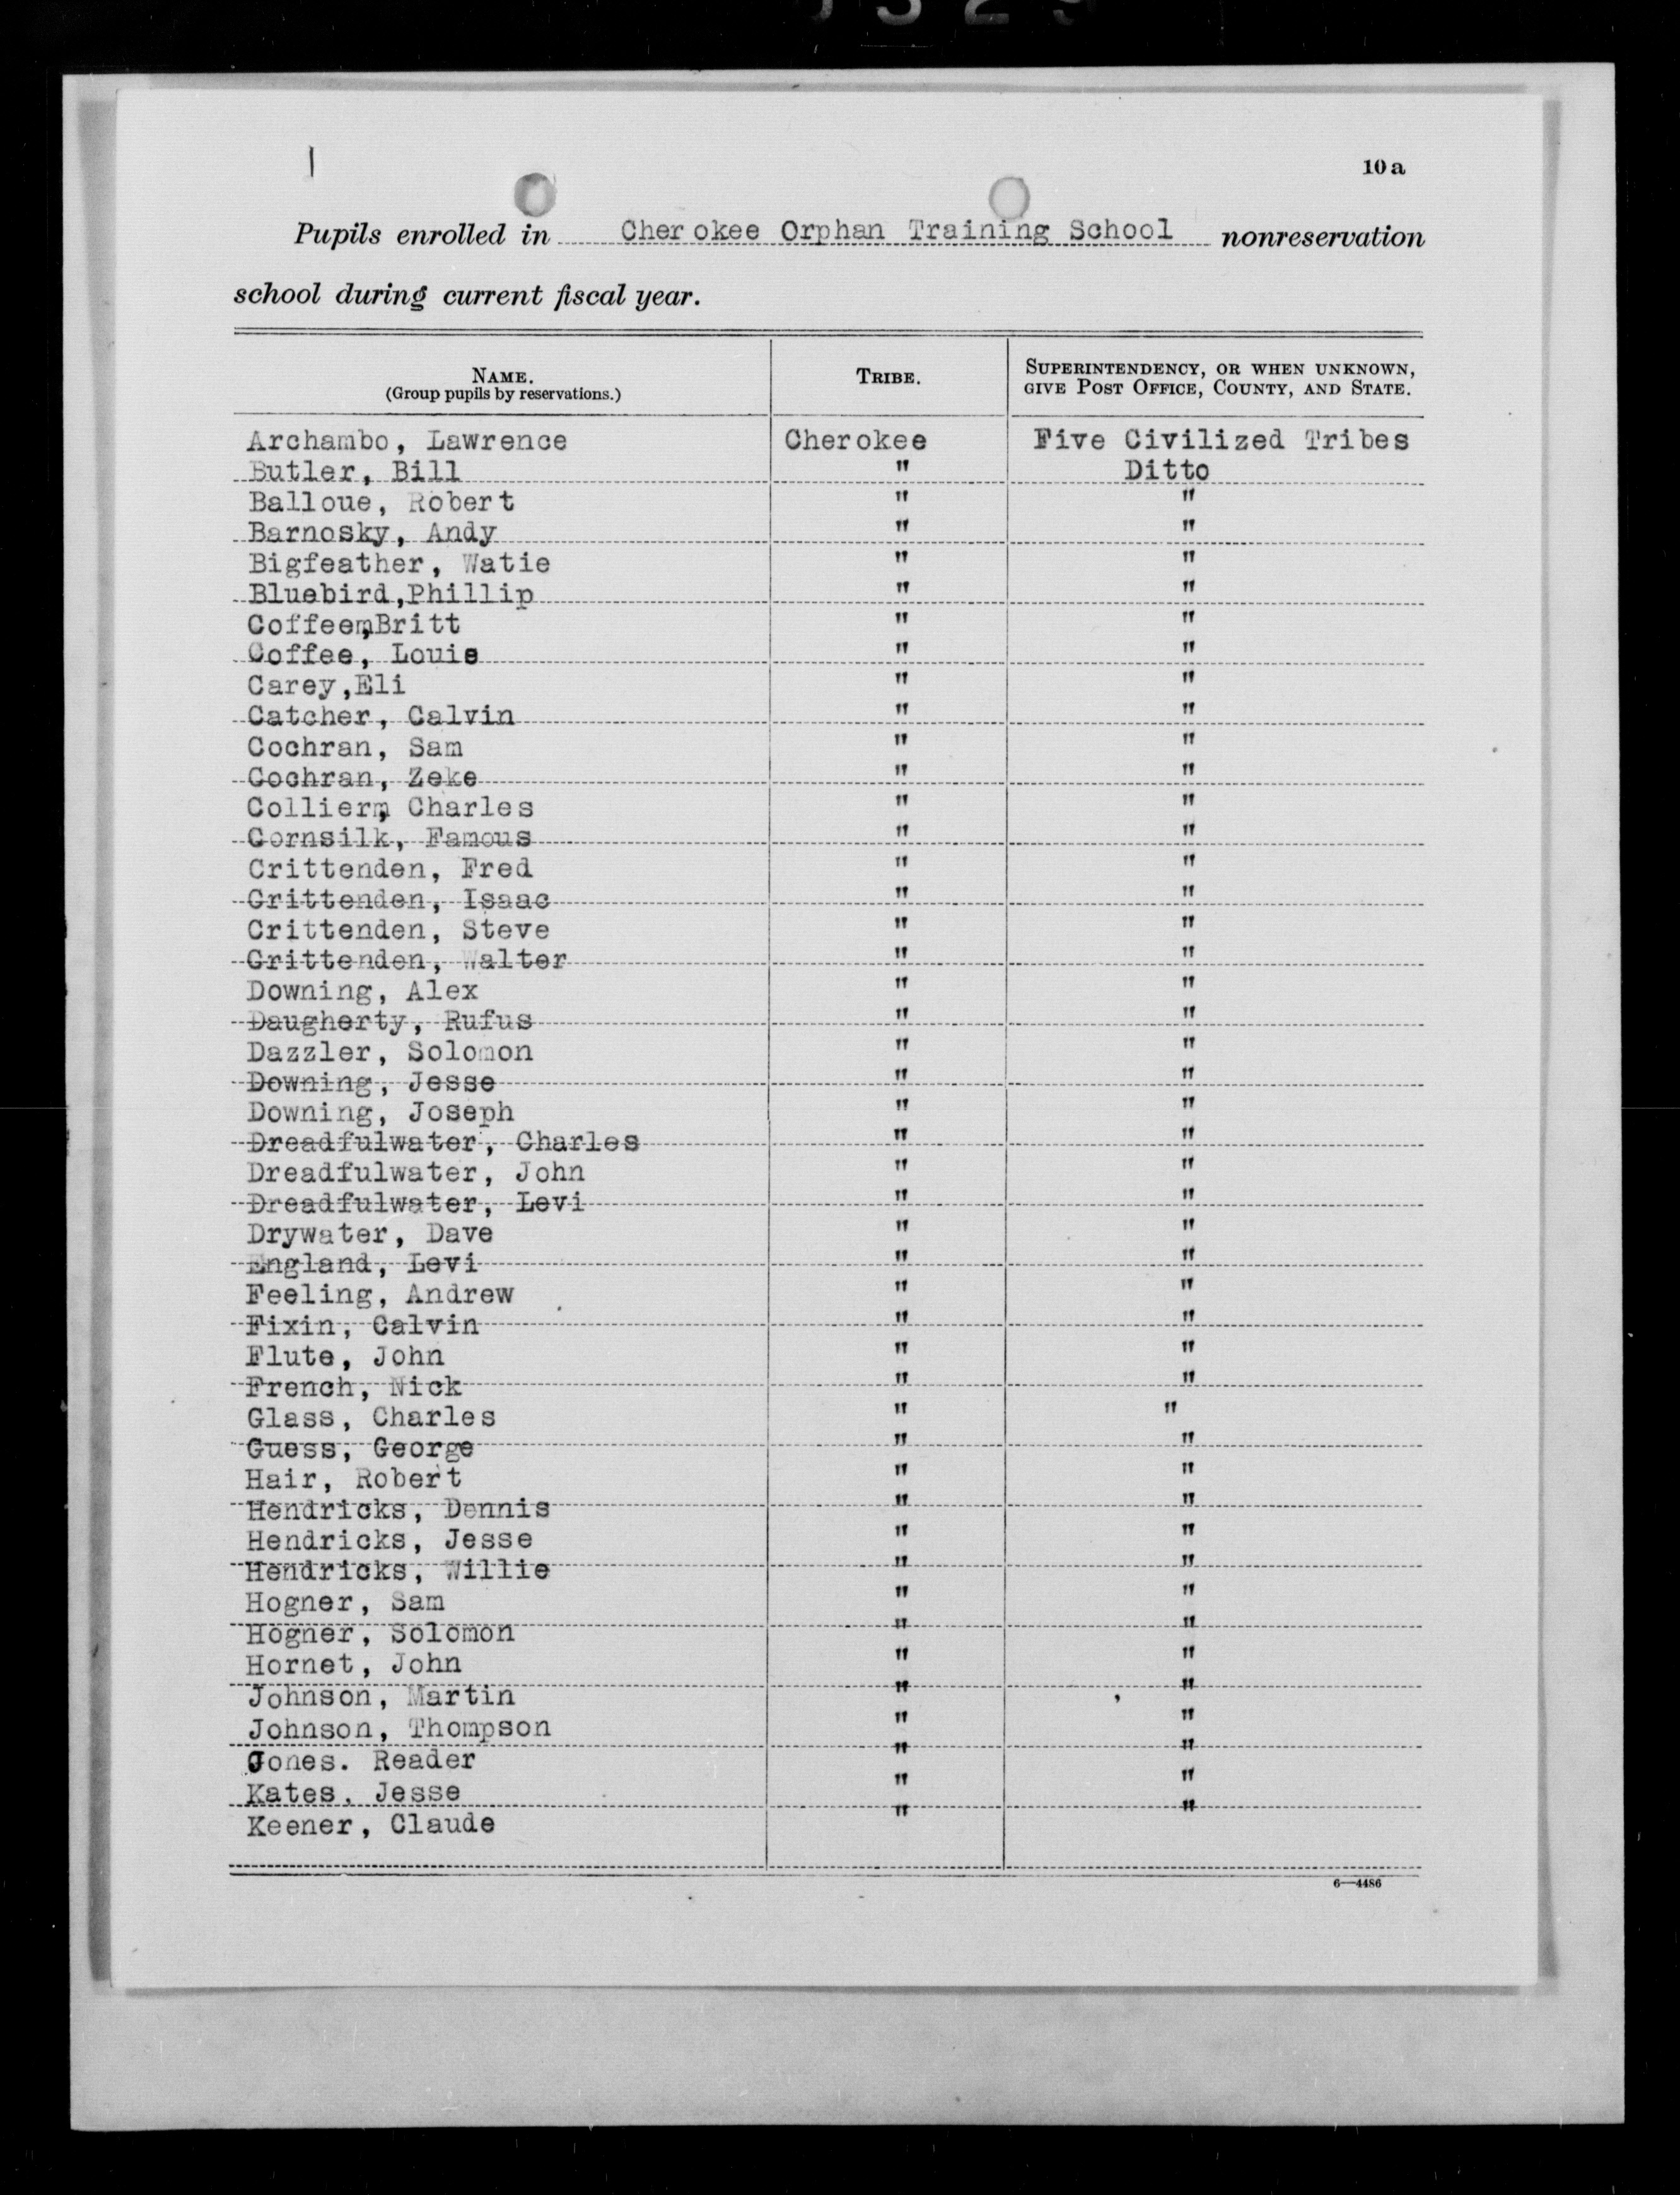 10 a
Pupils enrolled in Cherokee Orphan Training School nonreservation
school during current fiscal year.
NAME. TRIBE. SUPERINTENDENCY, OR WHEN UNKNOWN,
(Group pupils by reservations.) GIVE POST OFFICE, COUNTY, AND STATE.
Archambo, Lawrence Cherokee Five Civilized Tribes
Butler, Bill " Ditto
Balloue, Robert " "
Barnosky, Andy " "
Bigfeather, Watie " "
Bluebird,Phillip " "
Coffee,Britt " "
Coffee, Louis " "
Carey,Eli " "
Catcher, Calvin " "
Cochran, Sam " "
Cochran, Zeke " "
Collier, Charles " "
Cornsilk, Famous " "
Crittenden, Fred " "
Crittenden, Isaac " "
Crittenden, Steve " "
Crittenden, Walter " "
Downing, Alex " "
Daugherty, Rufus " "
Dazzler, Solomon " "
Downing, Jesse " "
Downing, Joseph " "
Dreadfulwater, Charles " "
Dreadfulwater, John " "
Dreadfulwater, Levi " "
Drywater, Dave " "
England, Levi " "
Feeling, Andrew " "
Fixin, Calvin " "
Flute, John " "
French, Nick " "
Glass, Charles " "
Guess, George " "
Hair, Robert " "
Hendricks, Dennis " "
Hendricks, Jesse " "
Hendricks, Willie " "
Hogner, Sam " "
Hogner, Solomon " "
Hornet, John " "
Johnson, Martin " "
Johnson, Thompson " "
Jones. Reader " "
Kates, Jesse " "
Keener, Claude " "
6—4486